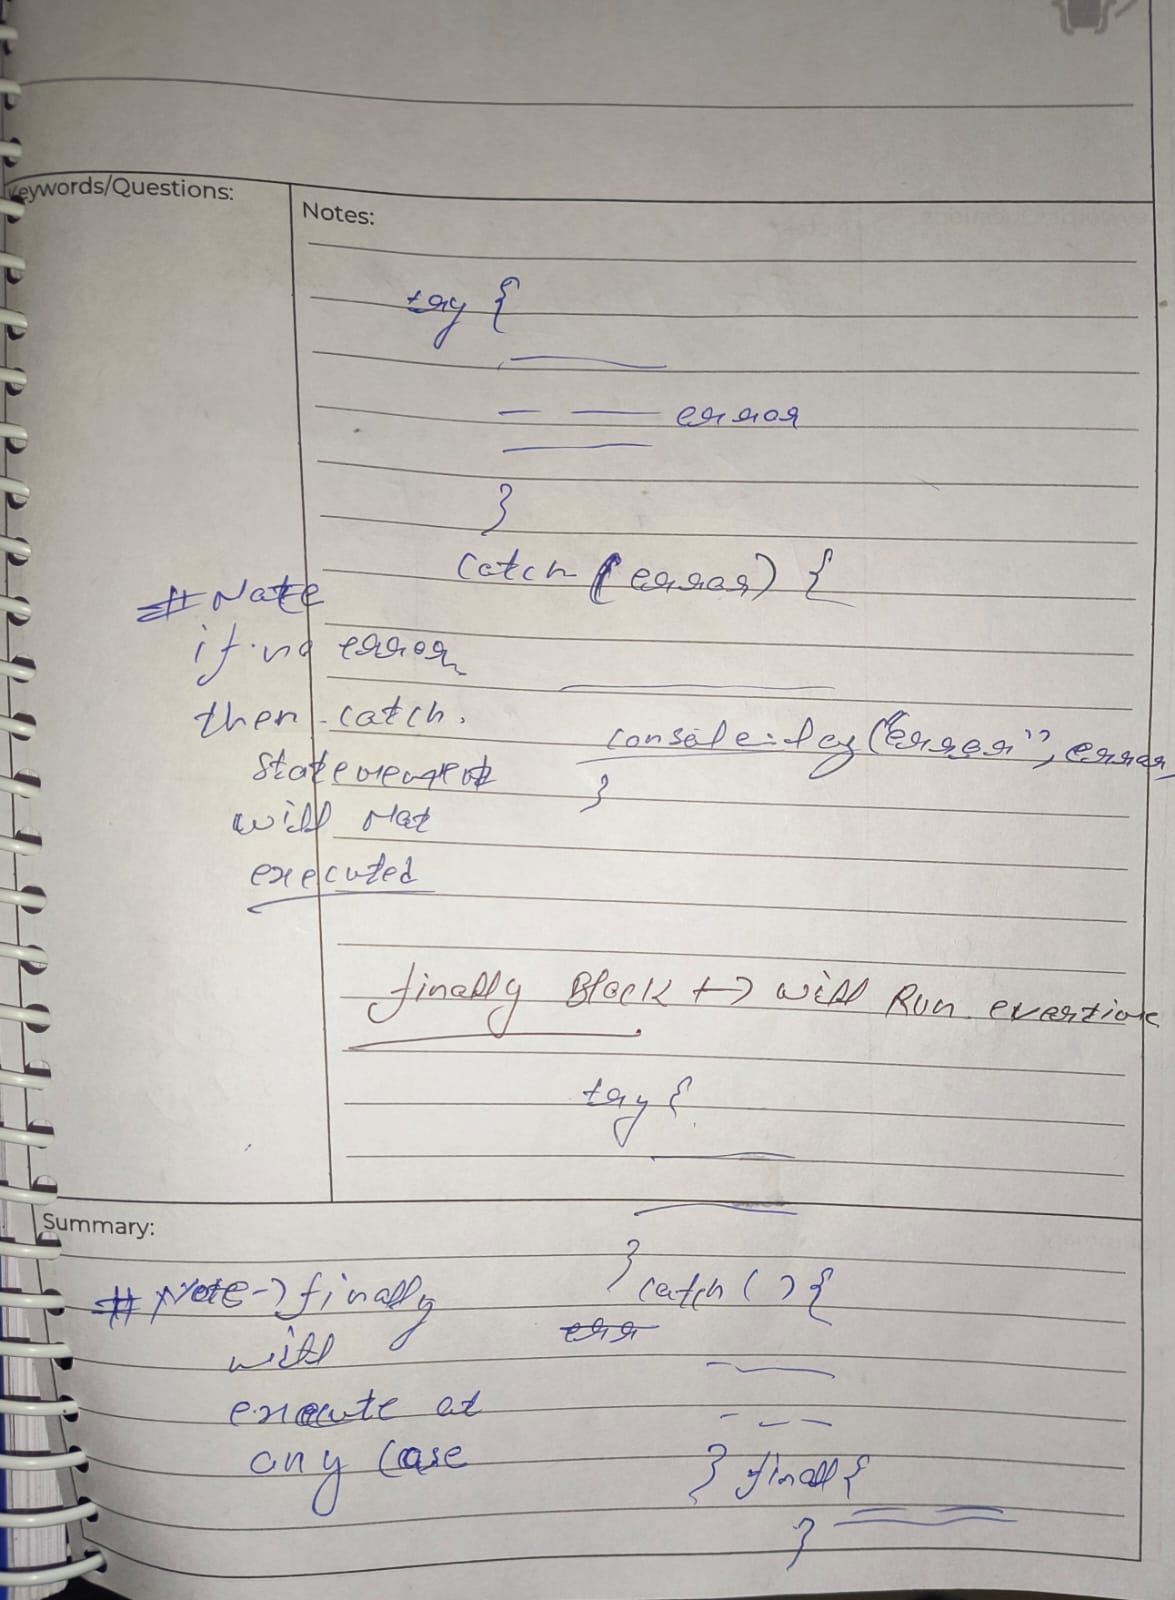 Keywords/Questions:
Notes:
try {
error
}
catch (error) {
# Note
if no error
then catch.
statement
will not
executed
console.log("error", error
}
finally Block → will Run everytime
try {
Summary:
} catch () {
err
# Note → finally
will
execute at
any case
} finall {
}